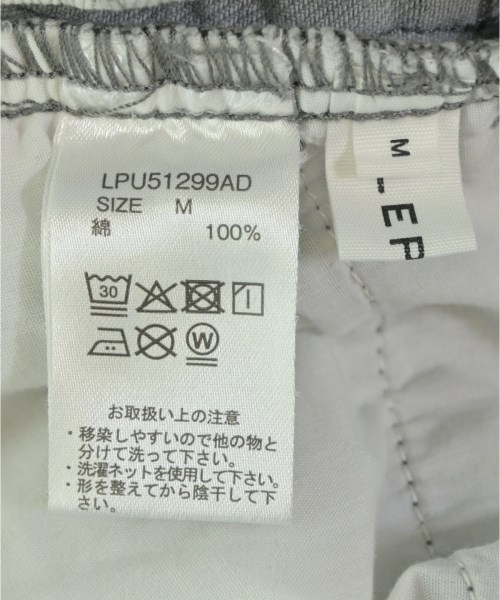 LPU51299AD
SIZE M
綿 100%
30
W
お取扱い上の注意
・移染しやすいので他の物と
分けて洗って下さい。
・洗濯ネットを使用して下さい。
・形を整えてから陰干して下
さい。
M
LEP